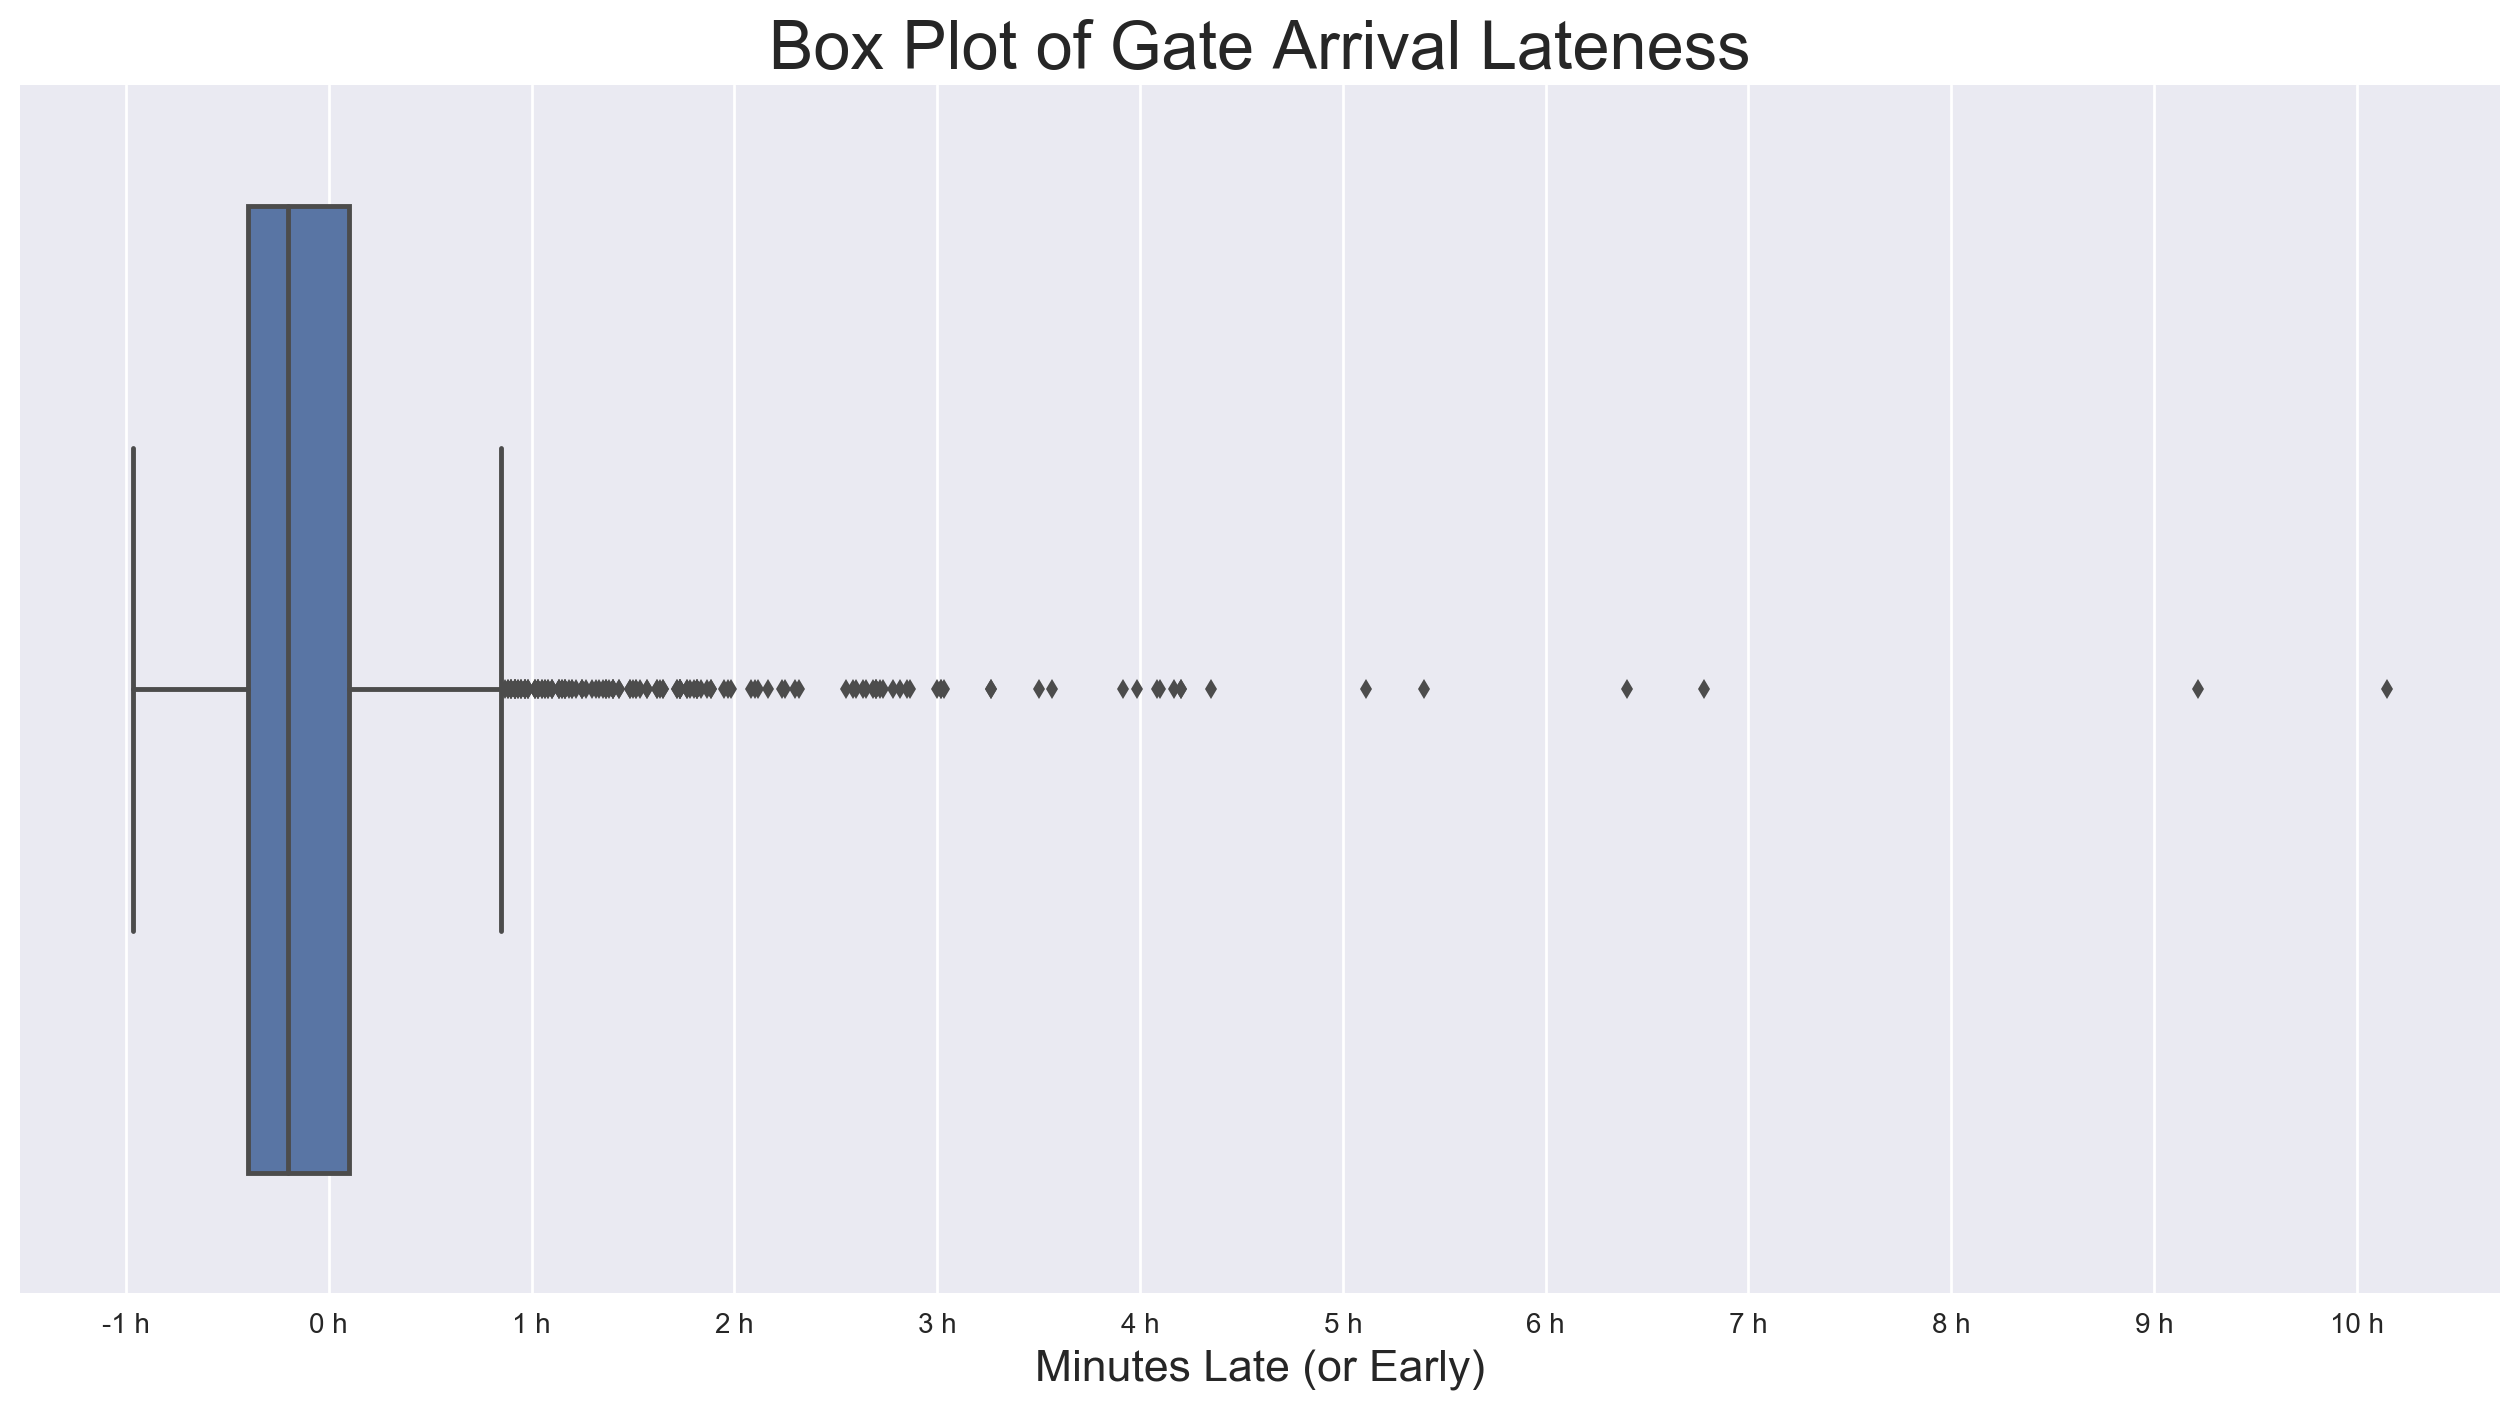 Box Plot of Gate Arrival Lateness
-1 h 0 h 1 h 2 h 3 h 4 h 5 h 6 h 7 h 8 h 9 h 10 h
Minutes Late (or Early)